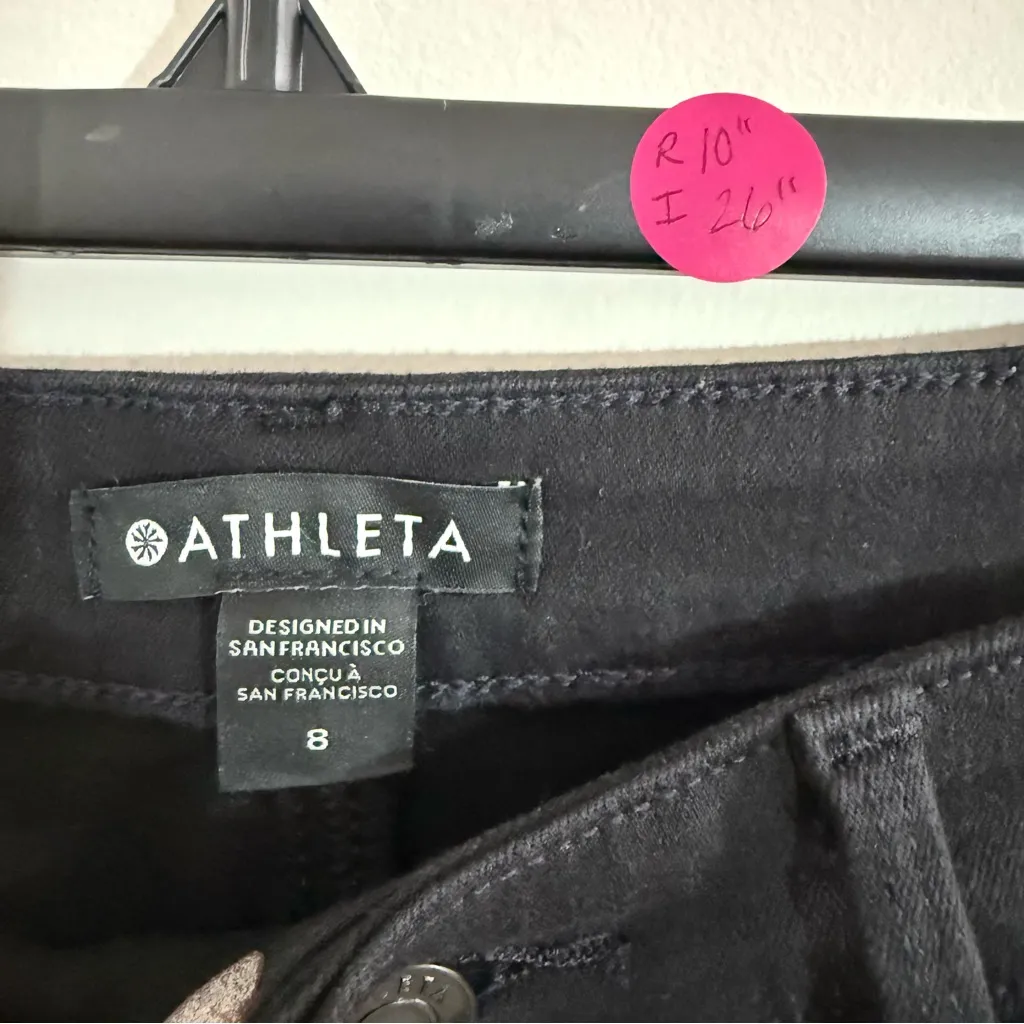 R 10"
I 26"
ATHLETA
DESIGNED IN
SAN FRANCISCO
CONÇU À
SAN FRANCISCO
8